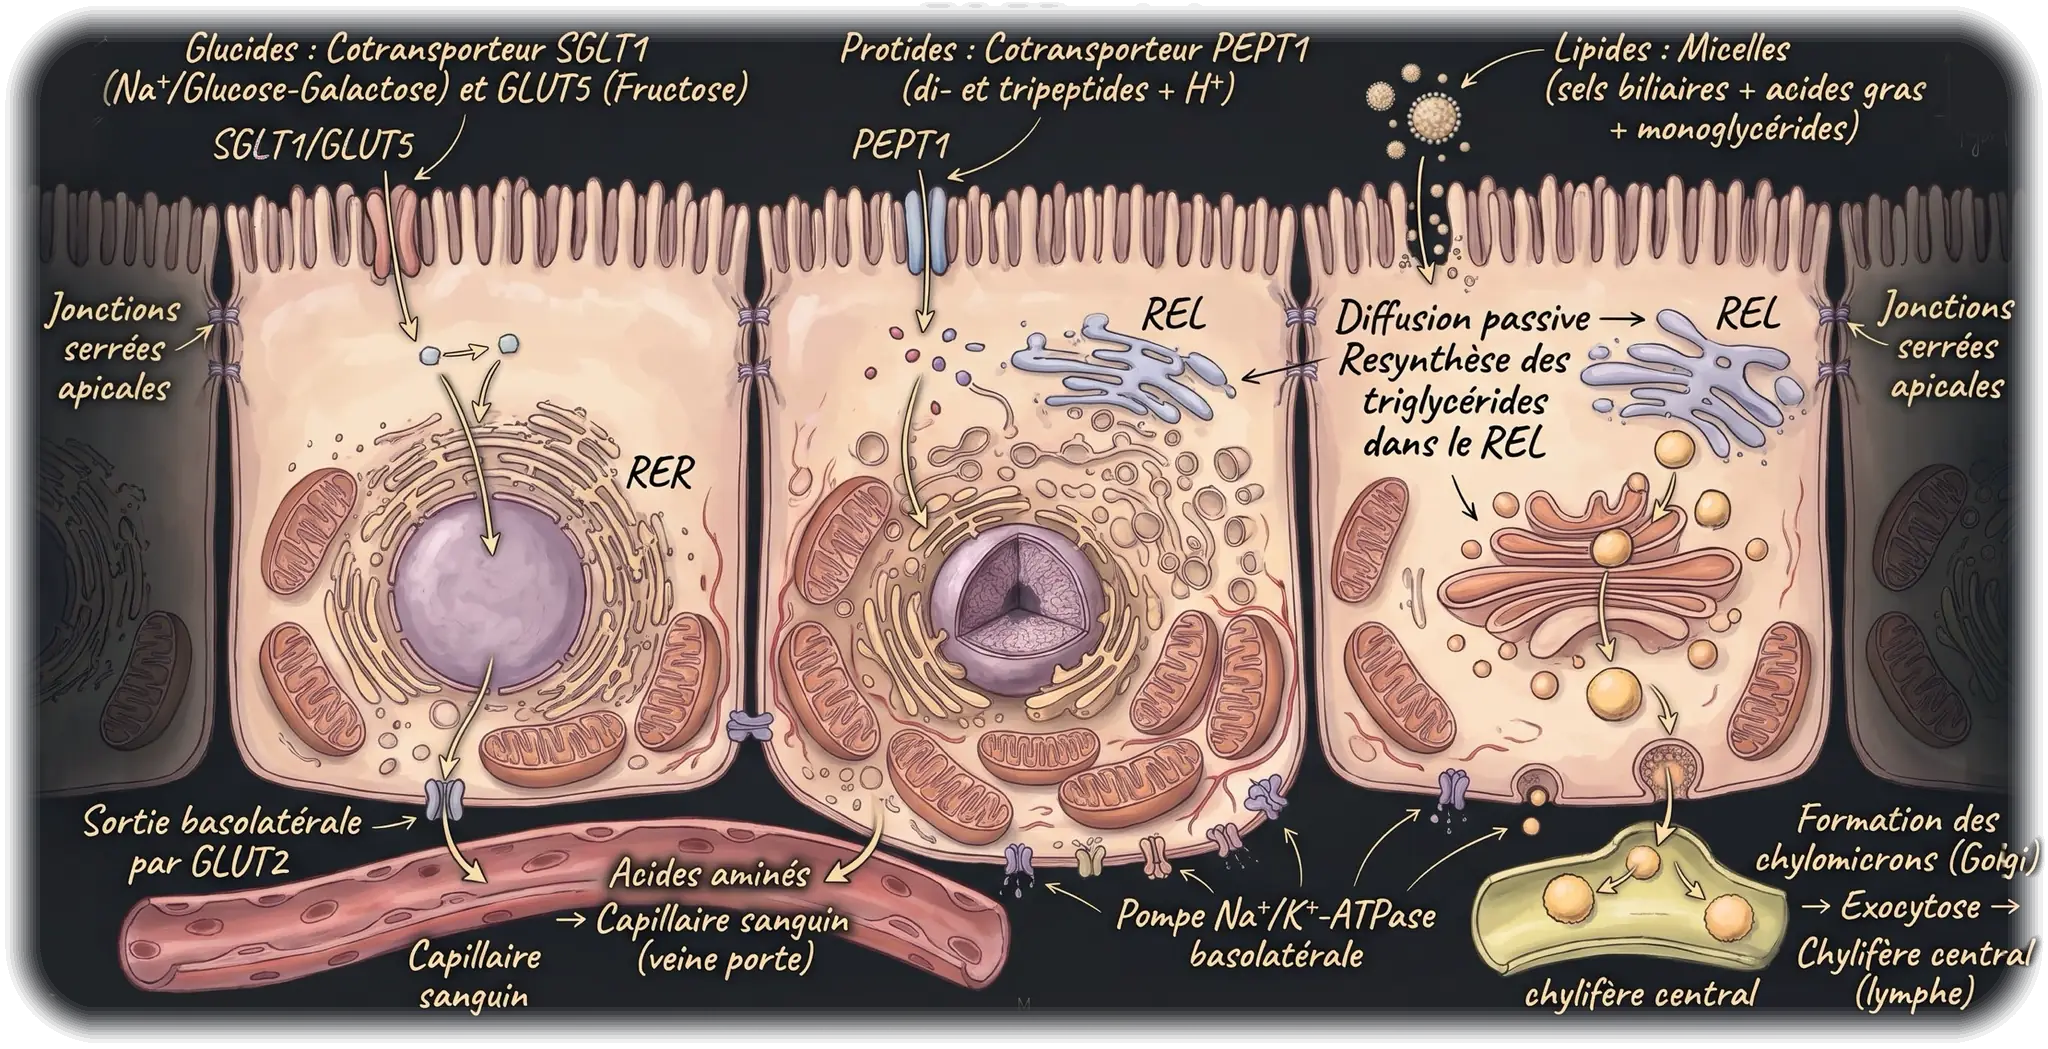 Glucides : Cotransporteur SGLT1
(Na⁺/Glucose-Galactose) et GLUT5 (Fructose)
SGLT1/GLUT5
Protides : Cotransporteur PEPT1
(di- et tripeptides + H⁺)
PEPT1
Lipides : Micelles
(sels biliaires + acides gras
+ monoglycérides)
Jonctions
serrées
apicales
RER
REL
Diffusion passive →
Resynthèse des
triglycérides
dans le REL
REL
Jonctions
serrées
apicales
Sortie basolatérale
par GLUT2
Capillaire
sanguin
Acides aminés
→ Capillaire sanguin
(veine porte)
Pompe Na⁺/K⁺-ATPase
basolatérale
chylifère central
Formation des
chylomicrons (Golgi)
→ Exocytose →
Chylifère central
(lymphe)